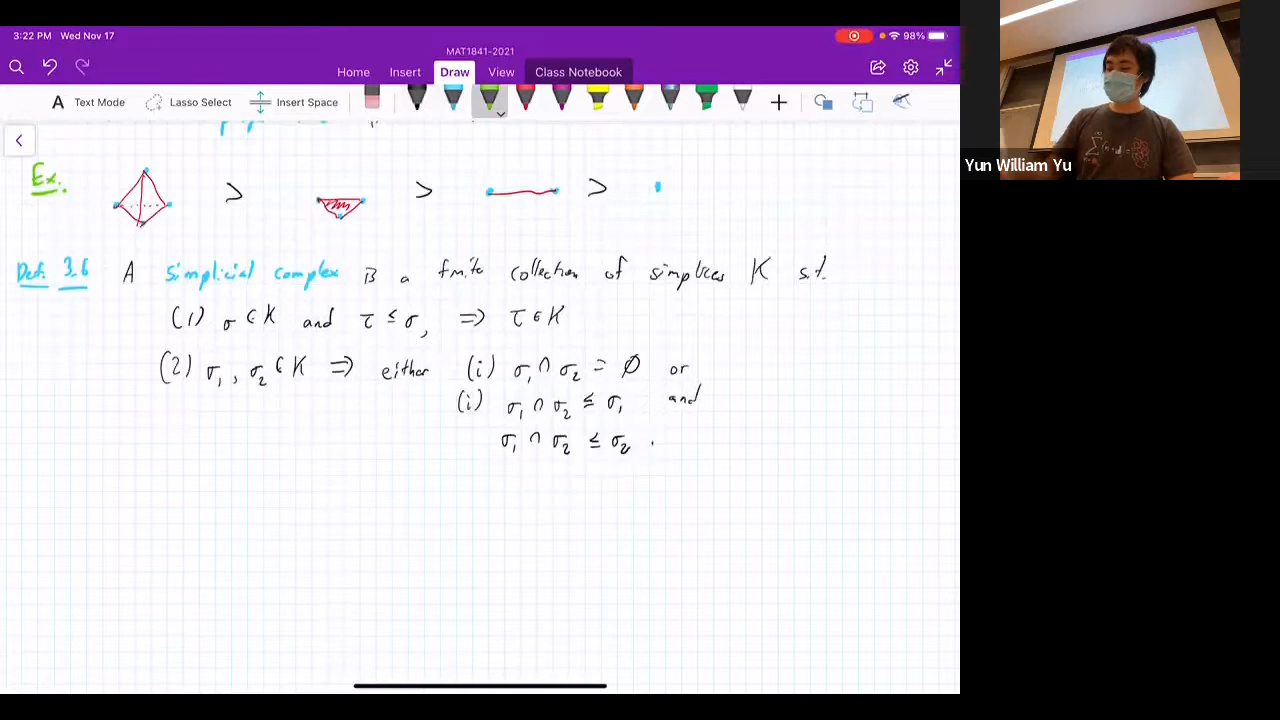 3:22 PM Wed Nov 17
98%
MAT1841-2021
Home Insert Draw View Class Notebook
Text Mode Lasso Select Insert Space
Ex. > > >
Def. 3.6 A simplicial complex is a finite collection of simplices K s.t.
(1) σ ∈ K and τ ≤ σ, ⇒ τ ∈ K
(2) σ₁, σ₂ ∈ K ⇒ either (i) σ₁ ∩ σ₂ = ∅ or
(i) σ₁ ∩ σ₂ ≤ σ₁ and
σ₁ ∩ σ₂ ≤ σ₂ .
Yun William Yu